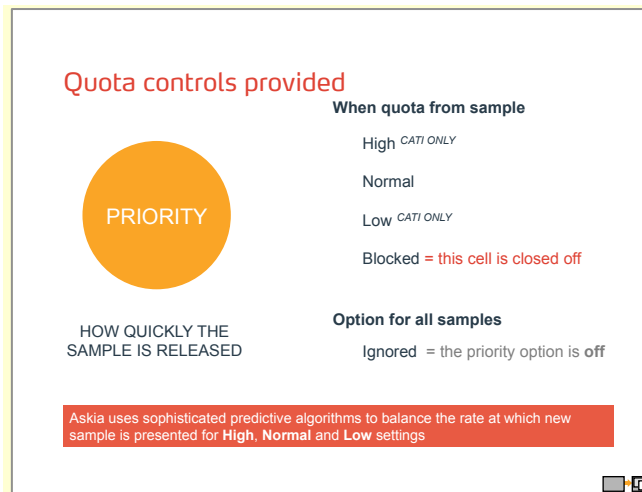 Quota controls provided
When quota from sample
High CATI ONLY
Normal
PRIORITY
Low CATI ONLY
Blocked = this cell is closed off
HOW QUICKLY THE
SAMPLE IS RELEASED
Option for all samples
Ignored = the priority option is off
Askia uses sophisticated predictive algorithms to balance the rate at which new
sample is presented for High, Normal and Low settings